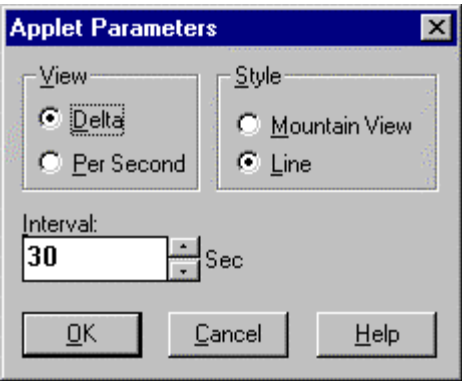 Applet Parameters
View
Delta
Per Second
Style
Mountain View
Line
Interval:
30 Sec
OK Cancel Help